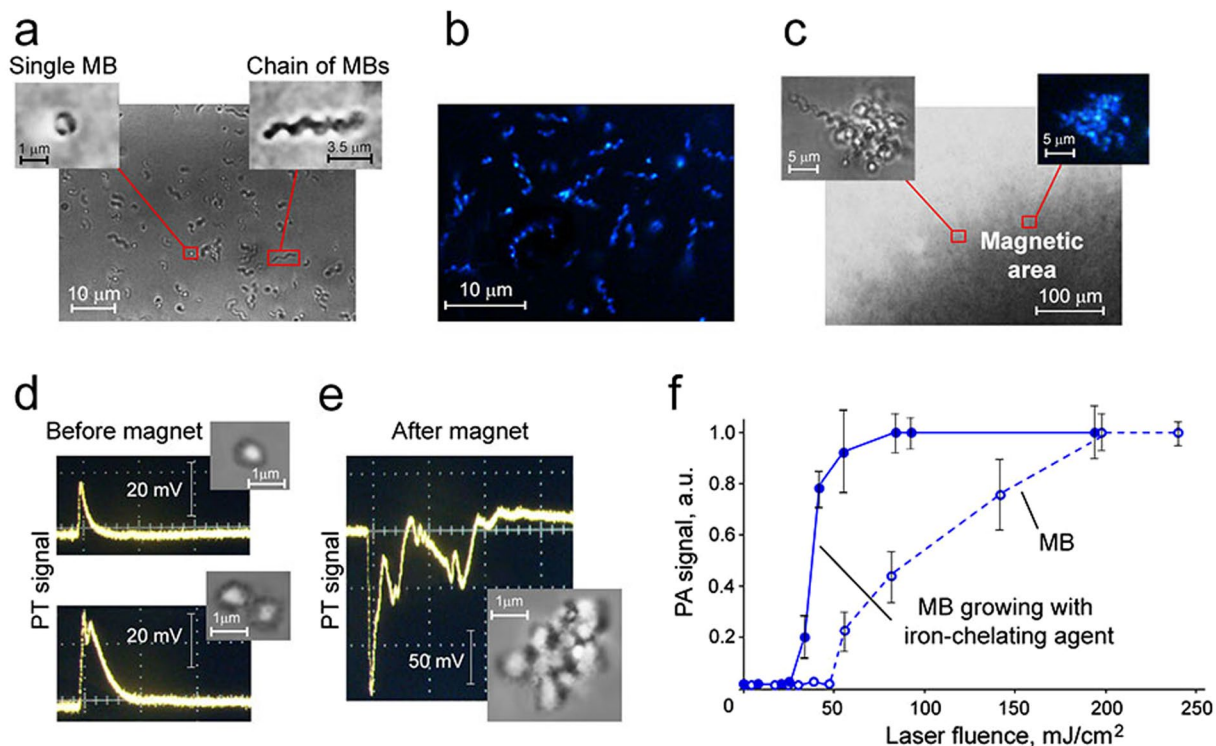 a
Single MB
Chain of MBs
1 μm
3.5 μm
10 μm
b
10 μm
c
5 μm
5 μm
Magnetic
area
100 μm
d
Before magnet
PT signal
20 mV
1μm
20 mV
1μm
e
After magnet
PT signal
50 mV
1μm
f
PA signal, a.u.
1.0
0.8
0.6
0.4
0.2
0
50
100
150
200
250
Laser fluence, mJ/cm²
MB
MB growing with
iron-chelating agent